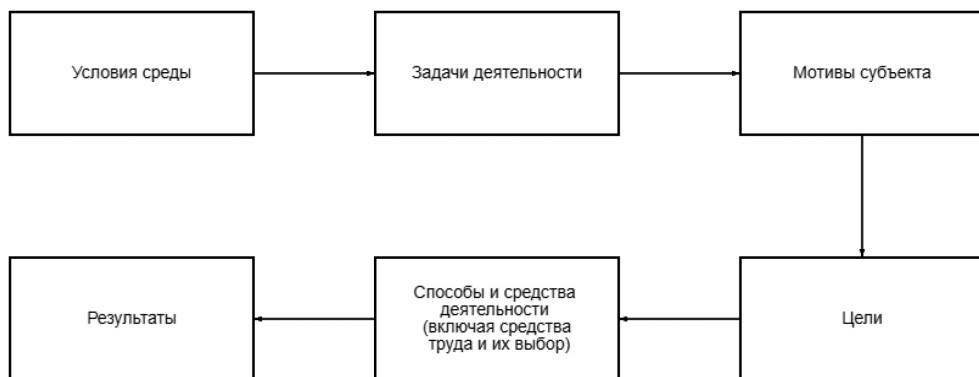 Условия среды
Задачи деятельности
Мотивы субъекта
Результаты
Способы и средства
деятельности
(включая средства
труда и их выбор)
Цели